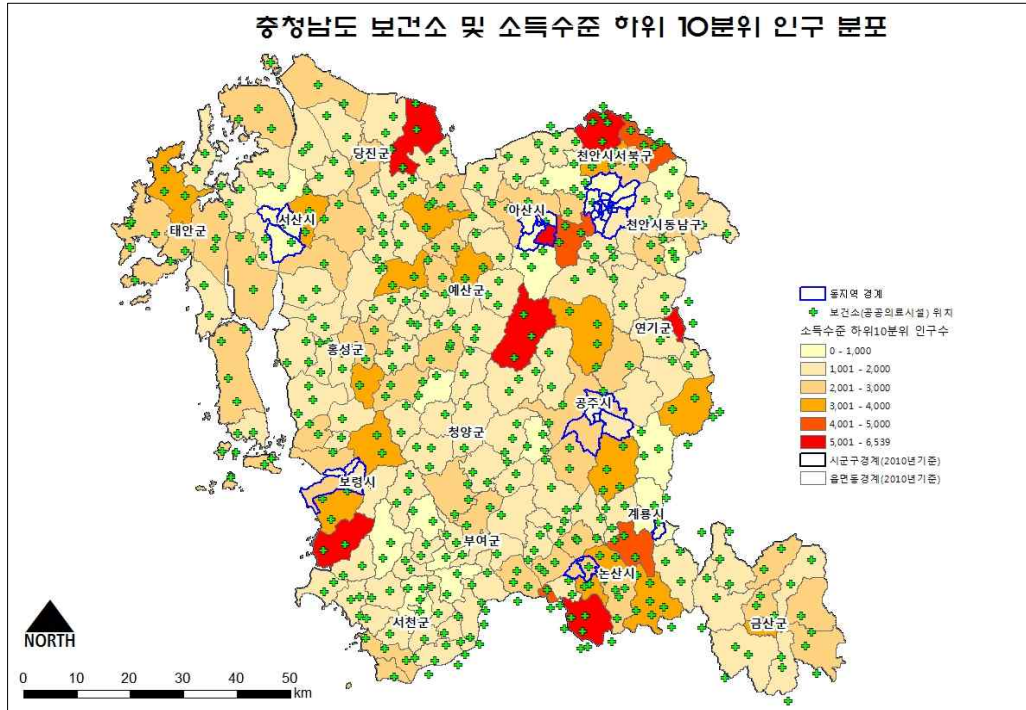 충청남도 보건소 및 소득수준 하위 10분위 인구 분포
당진군
천안시서북구
서산시
아산시
태안군
천안시동남구
예산군
연기군
홍성군
공주시
청양군
보령시
계룡시
부여군
논산시
서천군
금산군
동지역 경계
보건소(공공의료시설) 위치
소득수준 하위10분위 인구수
0 - 1,000
1,001 - 2,000
2,001 - 3,000
3,001 - 4,000
4,001 - 5,000
5,001 - 6,539
시군구경계(2010년기준)
읍면동경계(2010년기준)
NORTH
0 10 20 30 40 50
km